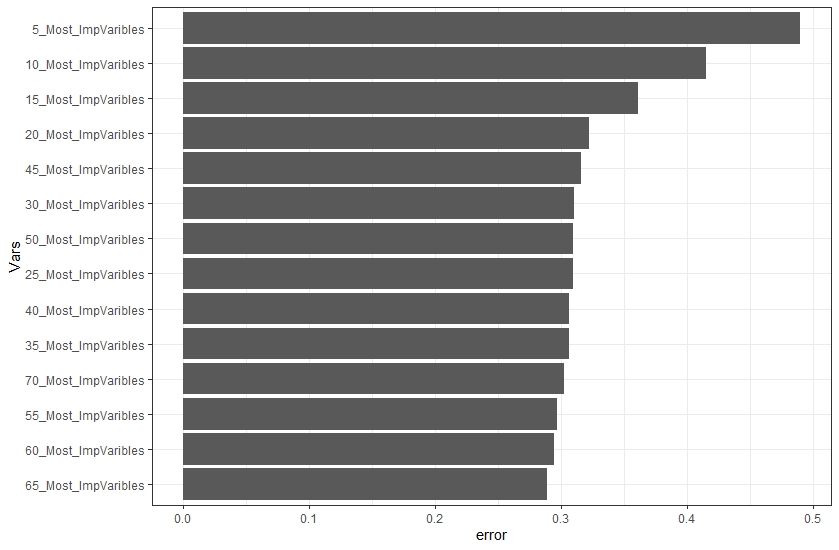 5_Most_ImpVaribles
10_Most_ImpVaribles
15_Most_ImpVaribles
20_Most_ImpVaribles
45_Most_ImpVaribles
30_Most_ImpVaribles
50_Most_ImpVaribles
25_Most_ImpVaribles
40_Most_ImpVaribles
35_Most_ImpVaribles
70_Most_ImpVaribles
55_Most_ImpVaribles
60_Most_ImpVaribles
65_Most_ImpVaribles
Vars
0.0 0.1 0.2 0.3 0.4 0.5
error